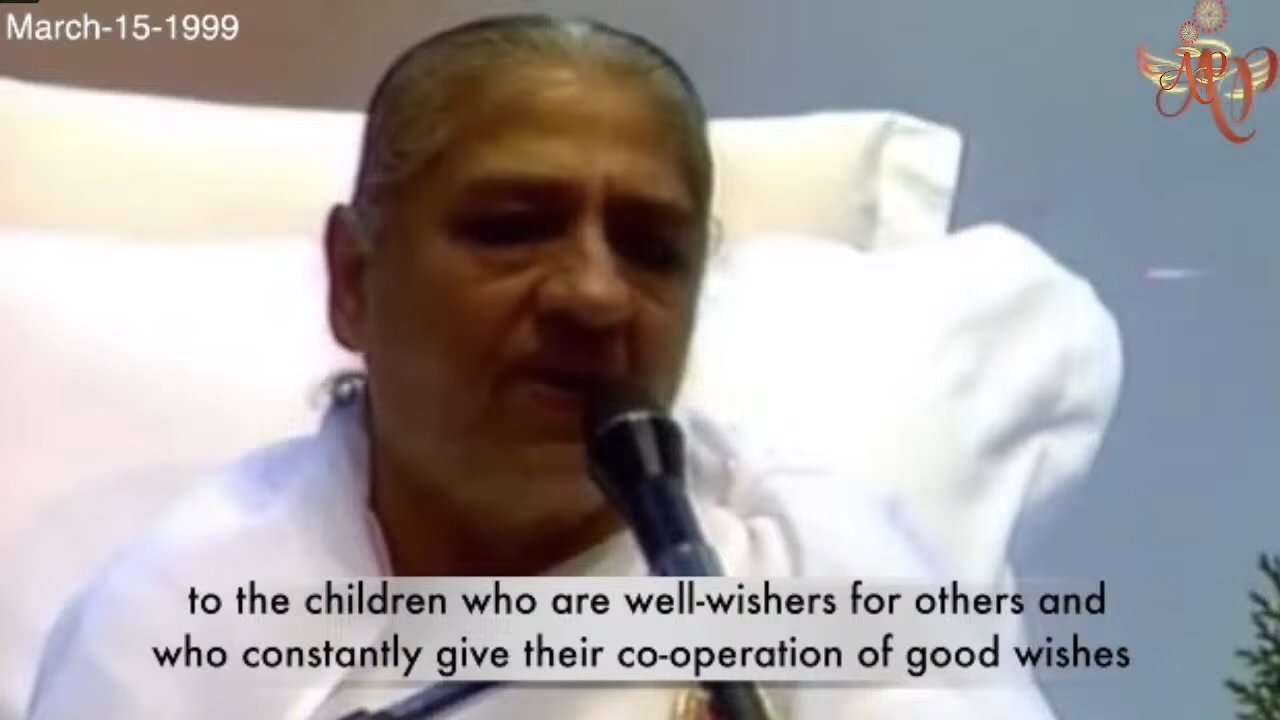 March-15-1999
to the children who are well-wishers for others and
who constantly give their co-operation of good wishes